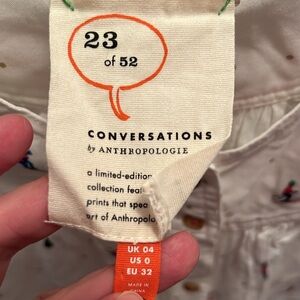 23
of 52
CONVERSATIONS
by ANTHROPOLOGIE
a limited-edition
collection feat
prints that spea
art of Anthropolo
UK 04
US 0
EU 32
MADE IN
CHINA